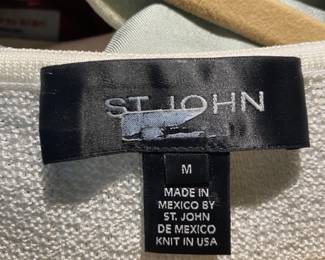 ST. JOHN
M
MADE IN
MEXICO BY
ST. JOHN
DE MEXICO
KNIT IN USA